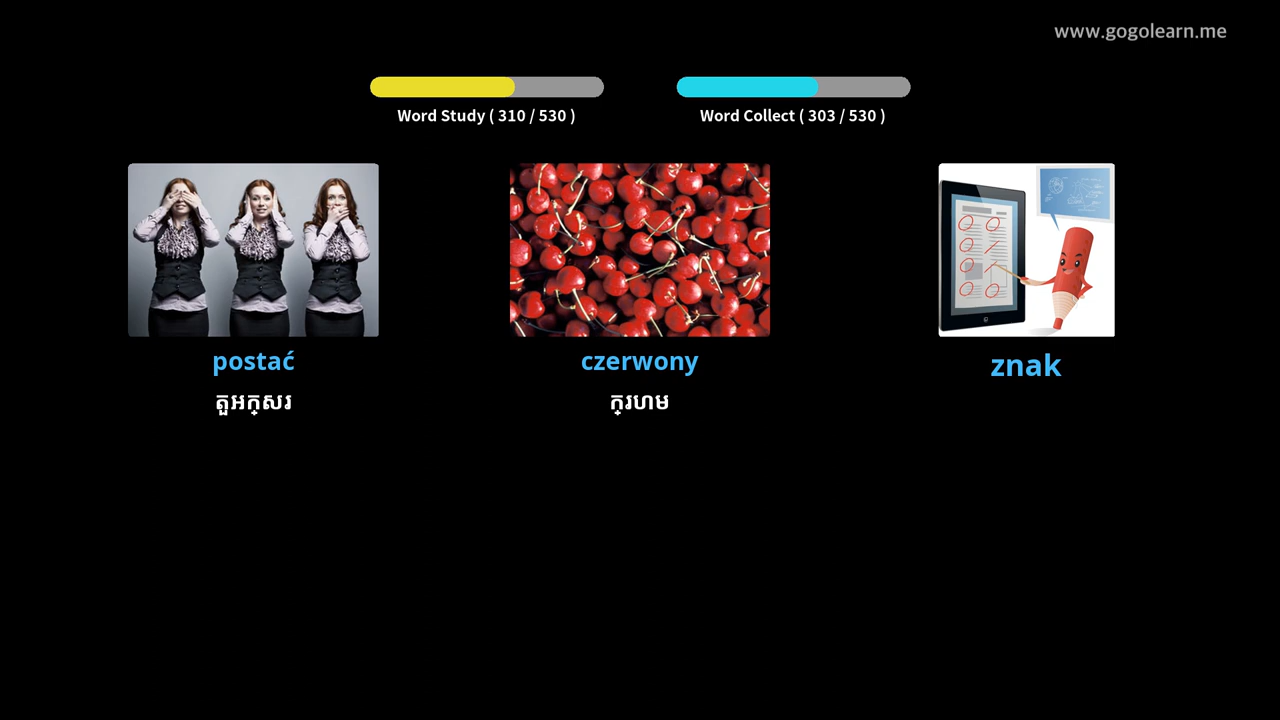 www.gogolearn.me
Word Study ( 310 / 530 )
Word Collect ( 303 / 530 )
postać
czerwony
znak
តួអក្សរ
ក្រហម